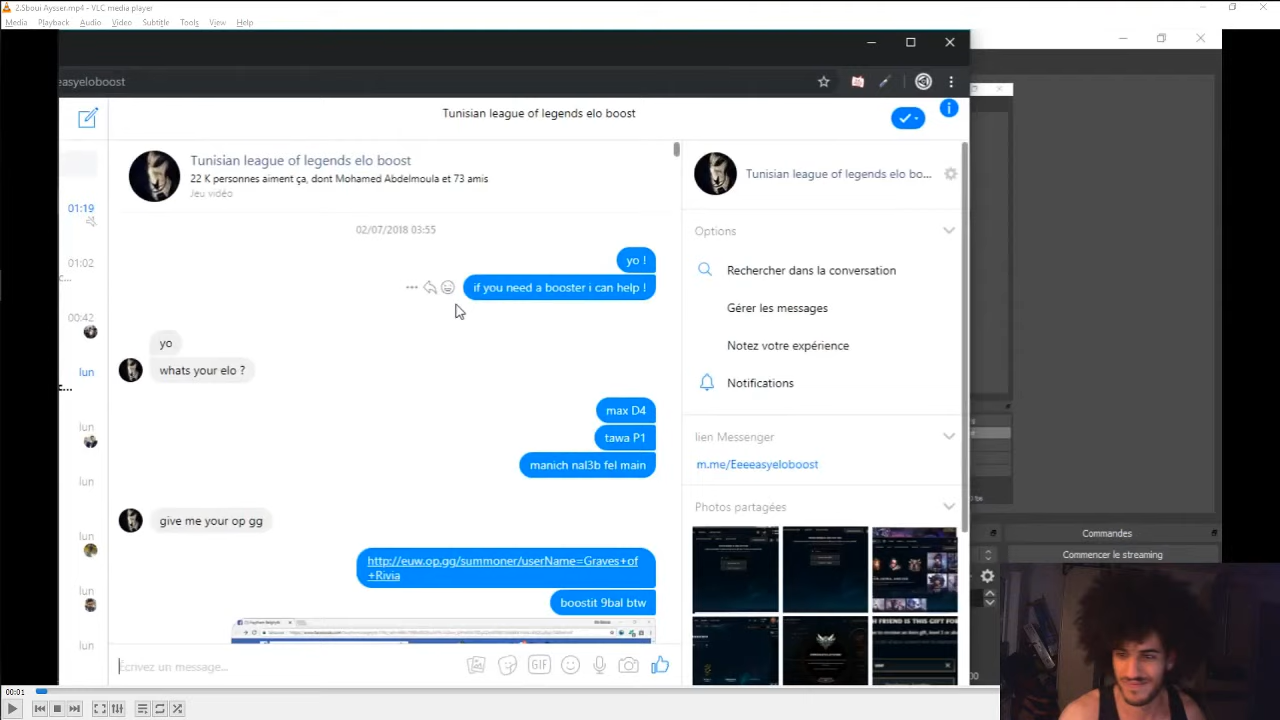 2.Sboui Aysser.mp4 - VLC media player
Media Playback Audio Video Subtitle Tools View Help
easyeloboost
Tunisian league of legends elo boost
Tunisian league of legends elo boost
22 K personnes aiment ça, dont Mohamed Abdelmoula et 73 amis
Jeu vidéo
Tunisian league of legends elo bo...
01:19
02/07/2018 03:55
Options
yo !
01:02
if you need a booster i can help !
Rechercher dans la conversation
Gérer les messages
00:42
yo
Notez votre expérience
lun
whats your elo ?
Notifications
max D4
lun
tawa P1
lien Messenger
manich nal3b fel main
m.me/Eeeeasyeloboost
lun
Photos partagées
give me your op gg
lun
Commandes
Commencer le streaming
http://euw.op.gg/summoner/userName=Graves+of
+Rivia
lun
boostit 9bal btw
lun
Écrivez un message...
GIF
00:01